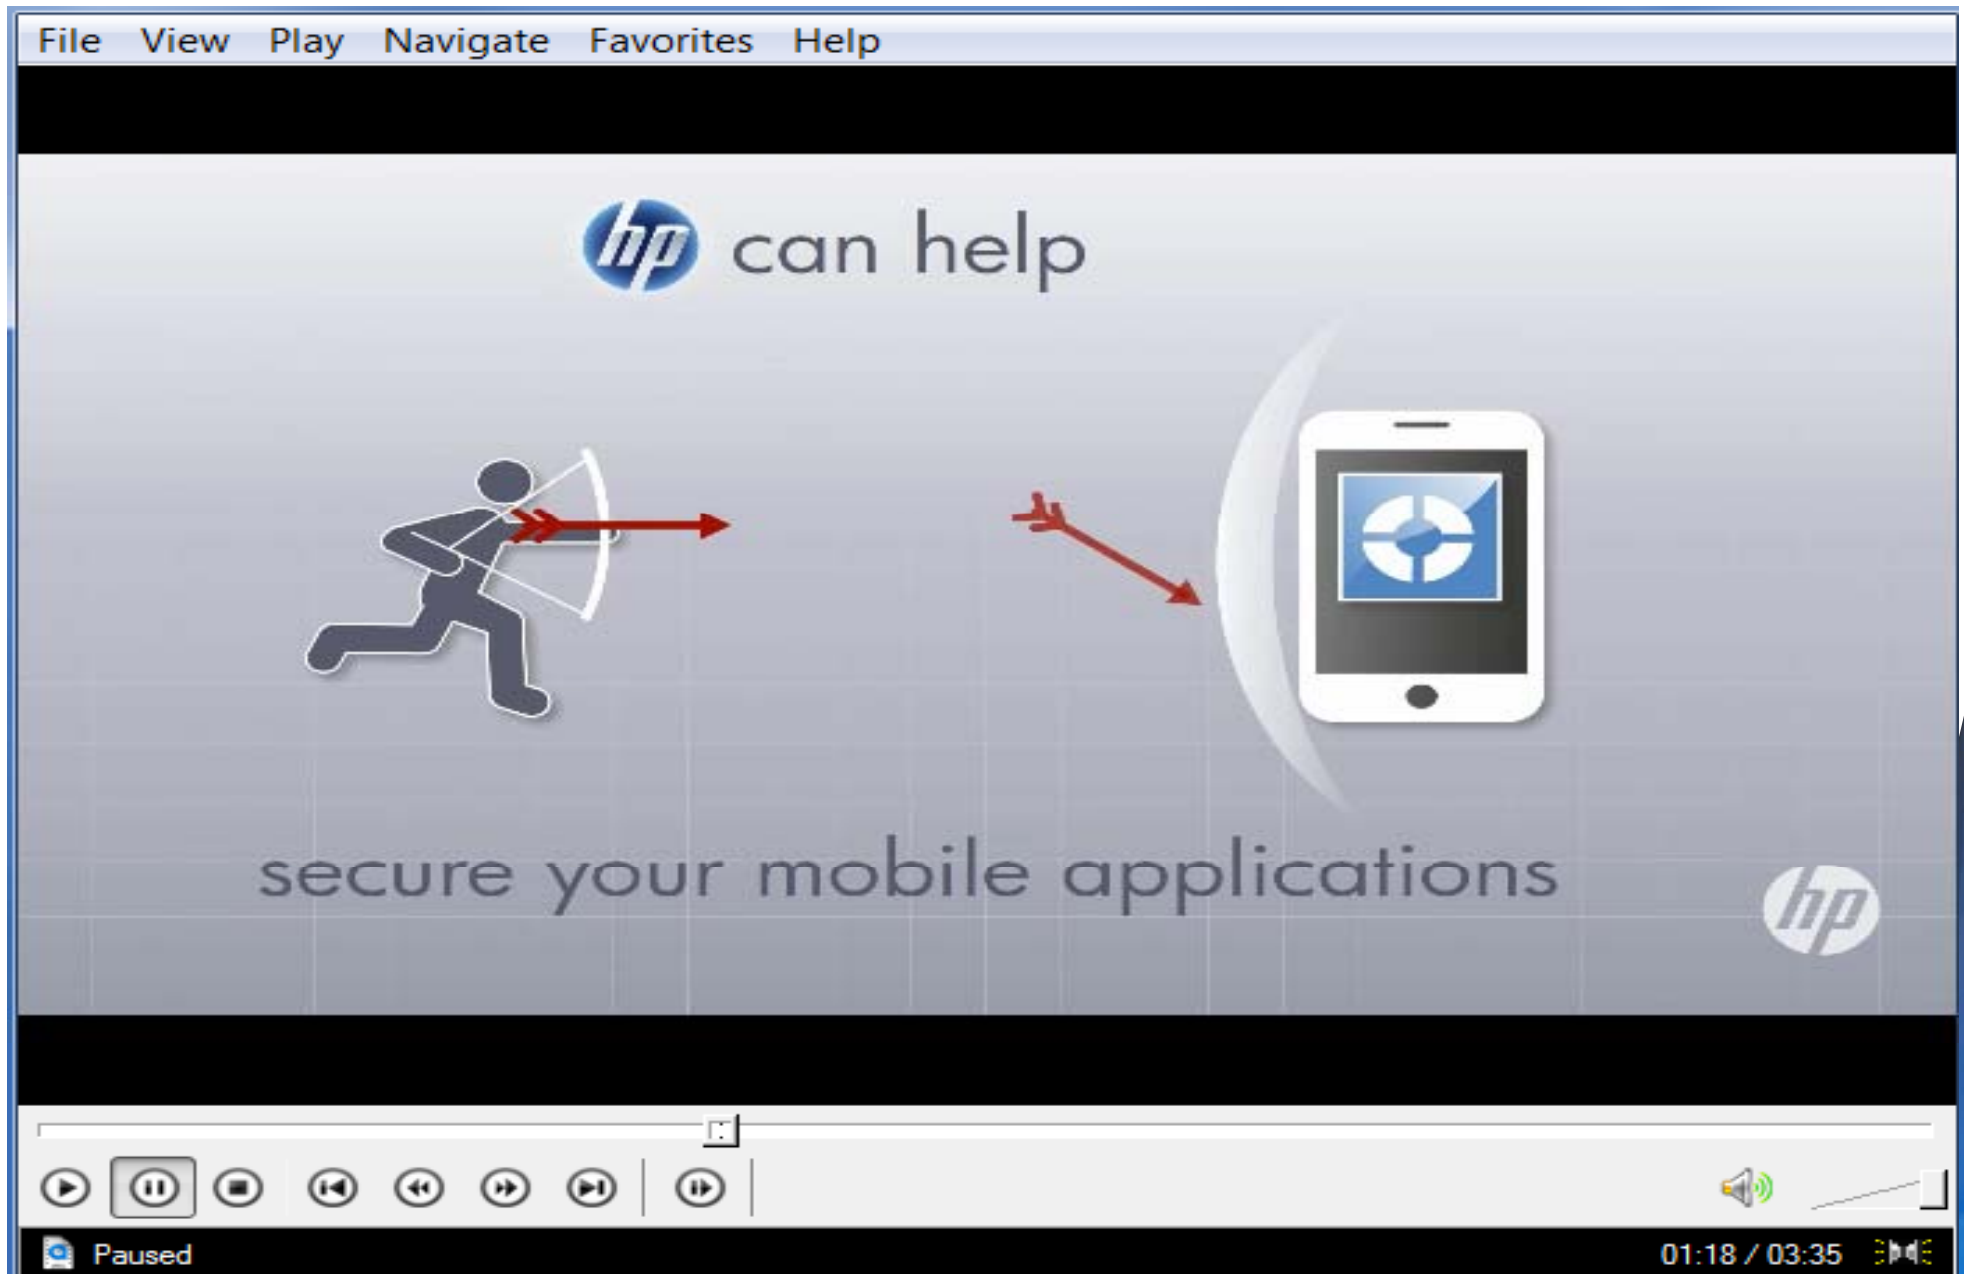 File View Play Navigate Favorites Help
hp can help
secure your mobile applications
hp
Paused
01:18 / 03:35